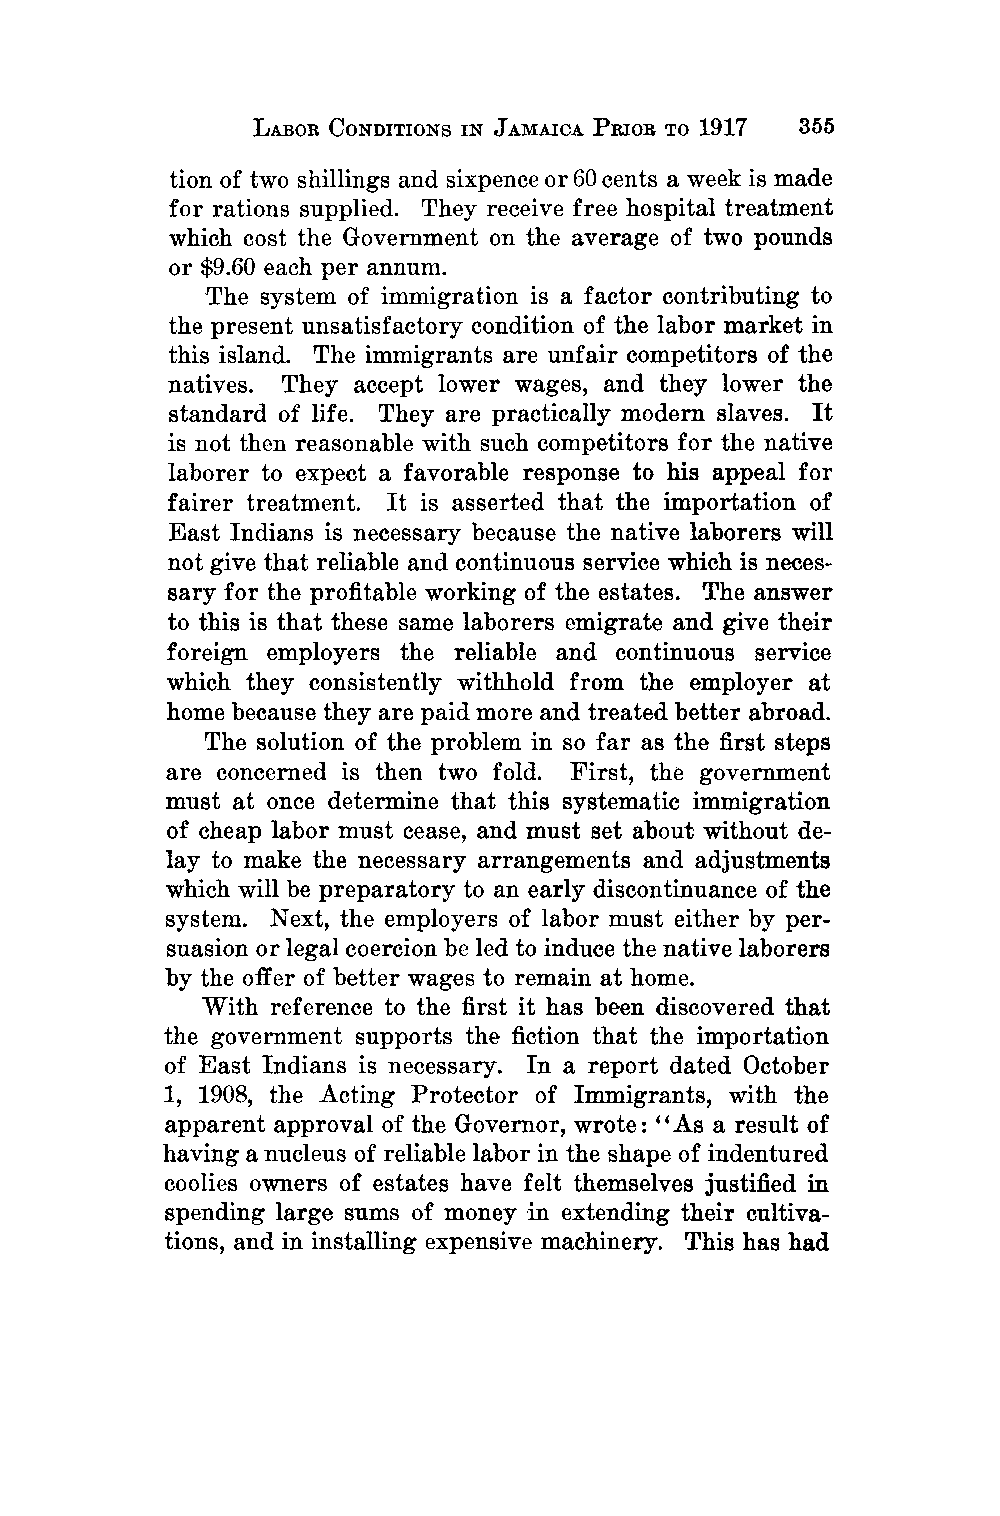 LABOR CONDITIONS IN JAMAICA PRIOR TO 1917 355
tion of two shillings and sixpence or 60 cents a week is made
for rations supplied. They receive free hospital treatment
which cost the Government on the average of two pounds
or $9.60 each per annum.
The system of immigration is a factor contributing to
the present unsatisfactory condition of the labor market in
this island. The immigrants are unfair competitors of the
natives. They accept lower wages, and they lower the
standard of life. They are practically modern slaves. It
is not then reasonable with such competitors for the native
laborer to expect a favorable response to his appeal for
fairer treatment. It is asserted that the importation of
East Indians is necessary because the native laborers will
not give that reliable and continuous service which is neces-
sary for the profitable working of the estates. The answer
to this is that these same laborers emigrate and give their
foreign employers the reliable and continuous service
which they consistently withhold from the employer at
home because they are paid more and treated better abroad.
The solution of the problem in so far as the first steps
are concerned is then two fold. First, the government
must at once determine that this systematic immigration
of cheap labor must cease, and must set about without de-
lay to make the necessary arrangements and adjustments
which will be preparatory to an early discontinuance of the
system. Next, the employers of labor must either by per-
suasion or legal coercion be led to induce the native laborers
by the offer of better wages to remain at home.
With reference to the first it has been discovered that
the government supports the fiction that the importation
of East Indians is necessary. In a report dated October
1, 1908, the Acting Protector of Immigrants, with the
apparent approval of the Governor, wrote: "As a result of
having a nucleus of reliable labor in the shape of indentured
coolies owners of estates have felt themselves justified in
spending large sums of money in extending their cultiva-
tions, and in installing expensive machinery. This has had